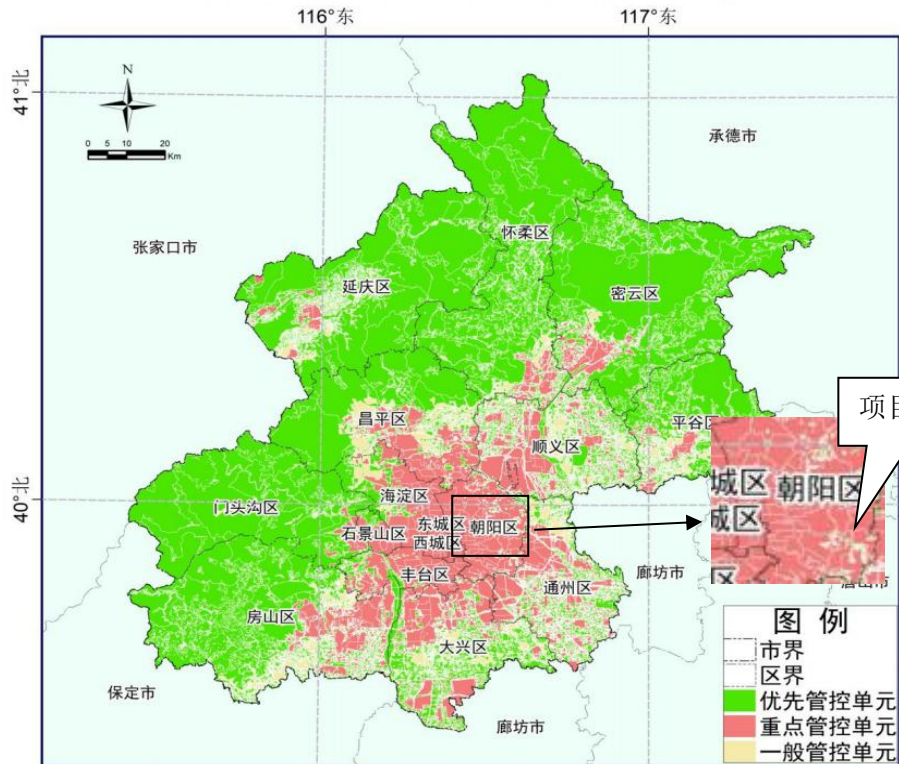 116°东
117°东
41°北
N
0 5 10 20
Km
承德市
张家口市
怀柔区
延庆区
密云区
项目
昌平区
平谷区
顺义区
城区 朝阳区
城区
区
海淀区
40°北
门头沟区
东城区
朝阳区
石景山区
西城区
丰台区
通州区
廊坊市
唐山市
房山区
大兴区
图 例
市界
区界
优先管控单元
重点管控单元
一般管控单元
保定市
廊坊市